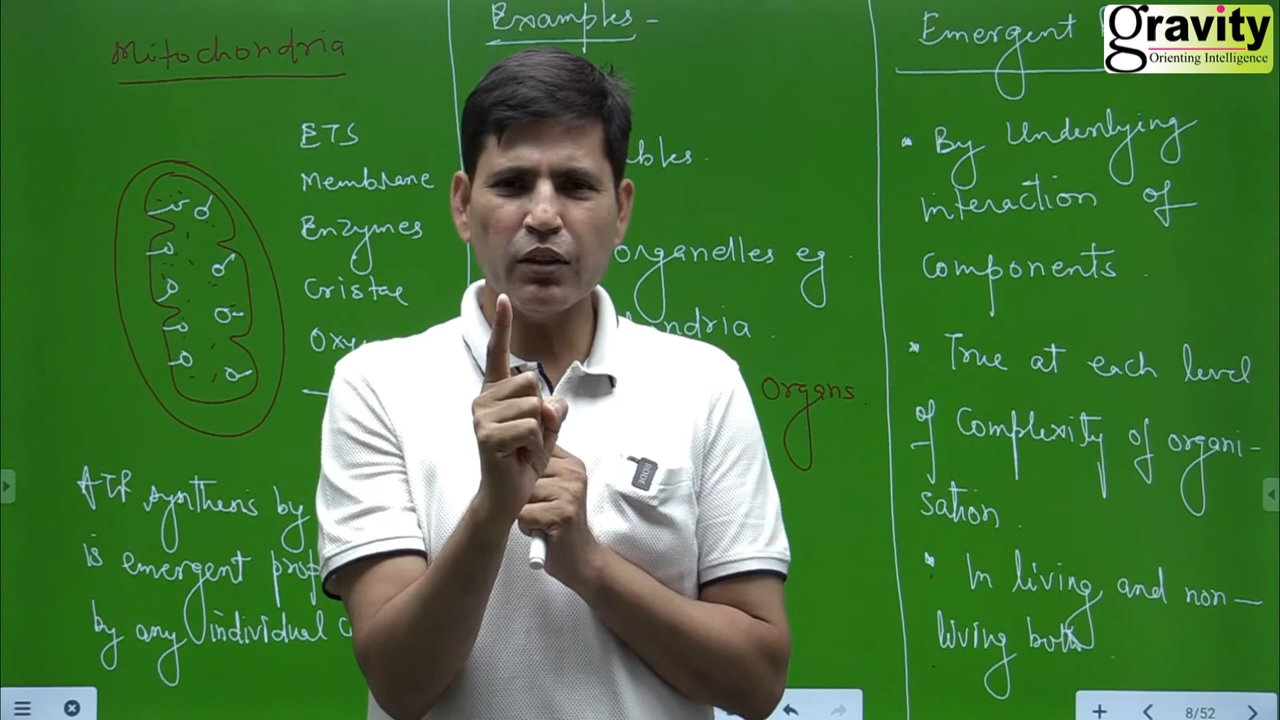 Mitochondria
ETS
Membrane
Enzymes
Cristae
ATP synthesis by
is emergent
by any individual
Examples -
organelles eg
Organs
gravity
Orienting Intelligence
Emergent
• By Underlying
interaction of
components
• True at each level
of Complexity of organi-
sation.
• In living and non-
living both
8/52